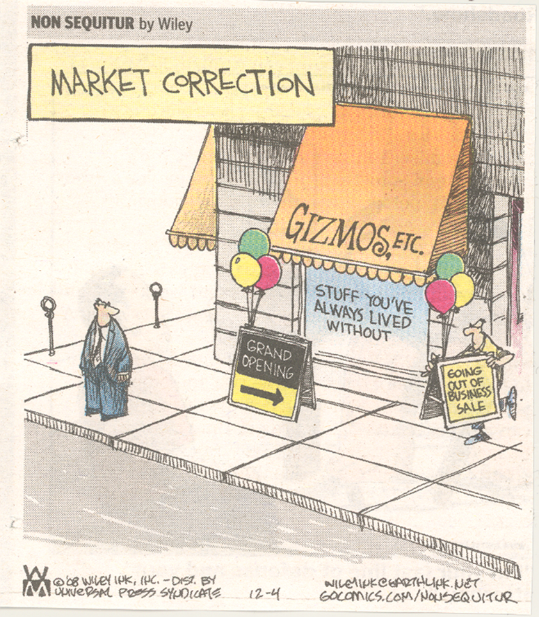 NON SEQUITUR by Wiley
MARKET CORRECTION
GIZMOS, ETC.
STUFF YOU'VE
ALWAYS LIVED
WITHOUT
GRAND
OPENING
GOING
OUT OF
BUSINESS
SALE
©'08 WILEY INK, INC. – DIST. BY
UNIVERSAL PRESS SYNDICATE
12-4
WILEYINK@EARTHLINK.NET
GOCOMICS.COM/NONSEQUITUR